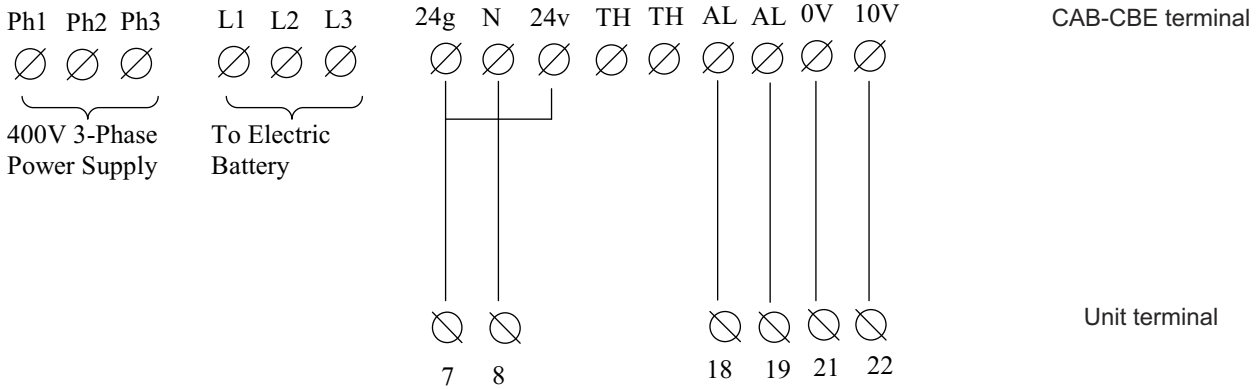 Ph1 Ph2 Ph3 L1 L2 L3 24g N 24v TH TH AL AL 0V 10V CAB-CBE terminal
400V 3-Phase To Electric
Power Supply Battery
Unit terminal
7 8 18 19 21 22